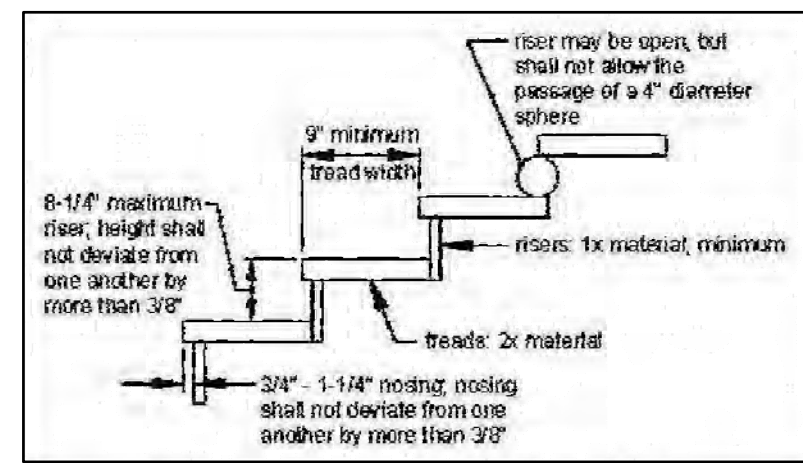 riser may be open, but
shall not allow the
passage of a 4" diameter
sphere
9" minimum
tread width
8-1/4" maximum
riser; height shall
not deviate from
one another by
more than 3/8"
risers: 1x material, minimum
treads: 2x material
3/4" - 1-1/4" nosing; nosing
shall not deviate from one
another by more than 3/8"